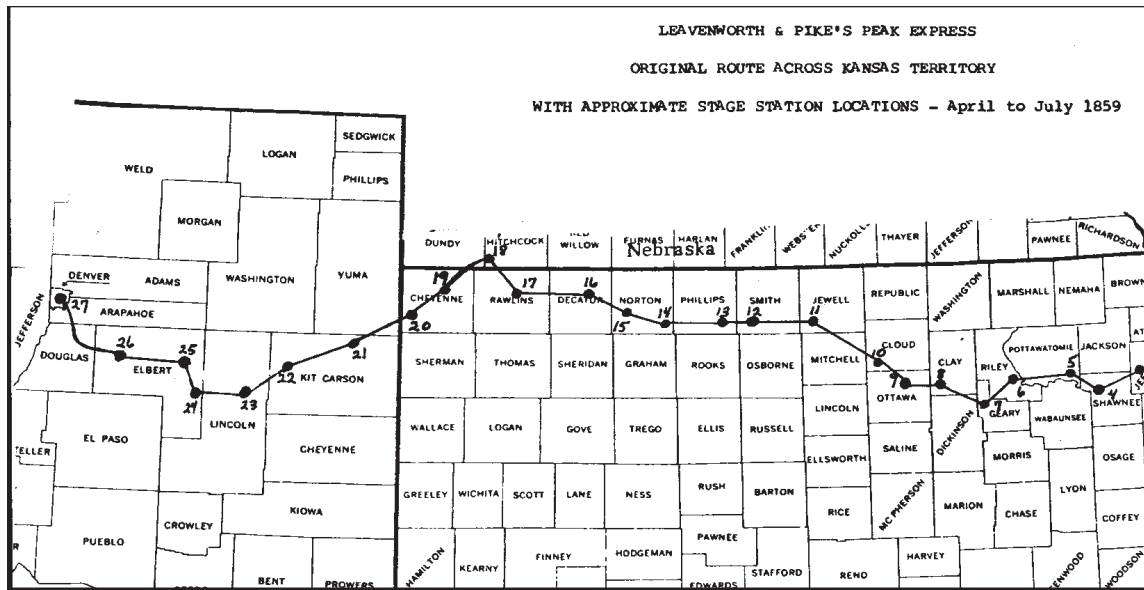 LEAVENWORTH & PIKE'S PEAK EXPRESS
ORIGINAL ROUTE ACROSS KANSAS TERRITORY
WITH APPROXIMATE STAGE STATION LOCATIONS - April to July 1859
SEDGWICK
LOGAN
WELD
PHILLIPS
MORGAN
DUNDY
HITCHCOCK
WILLOW
FURNAS
HARLAN
FRANKLIN
WEBSTER
NUCKOLLS
THAYER
JEFFERSON
PAWNEE
RICHARDSON
Nebraska
18
DENVER
ADAMS
WASHINGTON
YUMA
19
CHEYENNE
RAWLINS
17
16
DECATUR
NORTON
PHILLIPS
SMITH
JEWELL
REPUBLIC
WASHINGTON
MARSHALL
NEMAHA
BROWN
27
ARAPAHOE
JEFFERSON
20
15
14
13
12
11
CLOUD
10
DOUGLAS
26
ELBERT
25
21
22
KIT CARSON
SHERMAN
THOMAS
SHERIDAN
GRAHAM
ROOKS
OSBORNE
MITCHELL
9
OTTAWA
CLAY
8
RILEY
POTTAWATOMIE
JACKSON
5
6
4
24
23
LINCOLN
LINCOLN
7
GEARY
WABAUNSEE
SHAWNEE
DICKINSON
EL PASO
WALLACE
LOGAN
GOVE
TREGO
ELLIS
RUSSELL
ELLSWORTH
SALINE
MORRIS
OSAGE
TELLER
CHEYENNE
GREELEY
WICHITA
SCOTT
LANE
NESS
RUSH
BARTON
RICE
MC PHERSON
MARION
CHASE
LYON
COFFEY
KIOWA
CROWLEY
PUEBLO
HAMILTON
KEARNY
FINNEY
HODGEMAN
PAWNEE
STAFFORD
EDWARDS
RENO
HARVEY
WOODSON
BENT
PROWERS